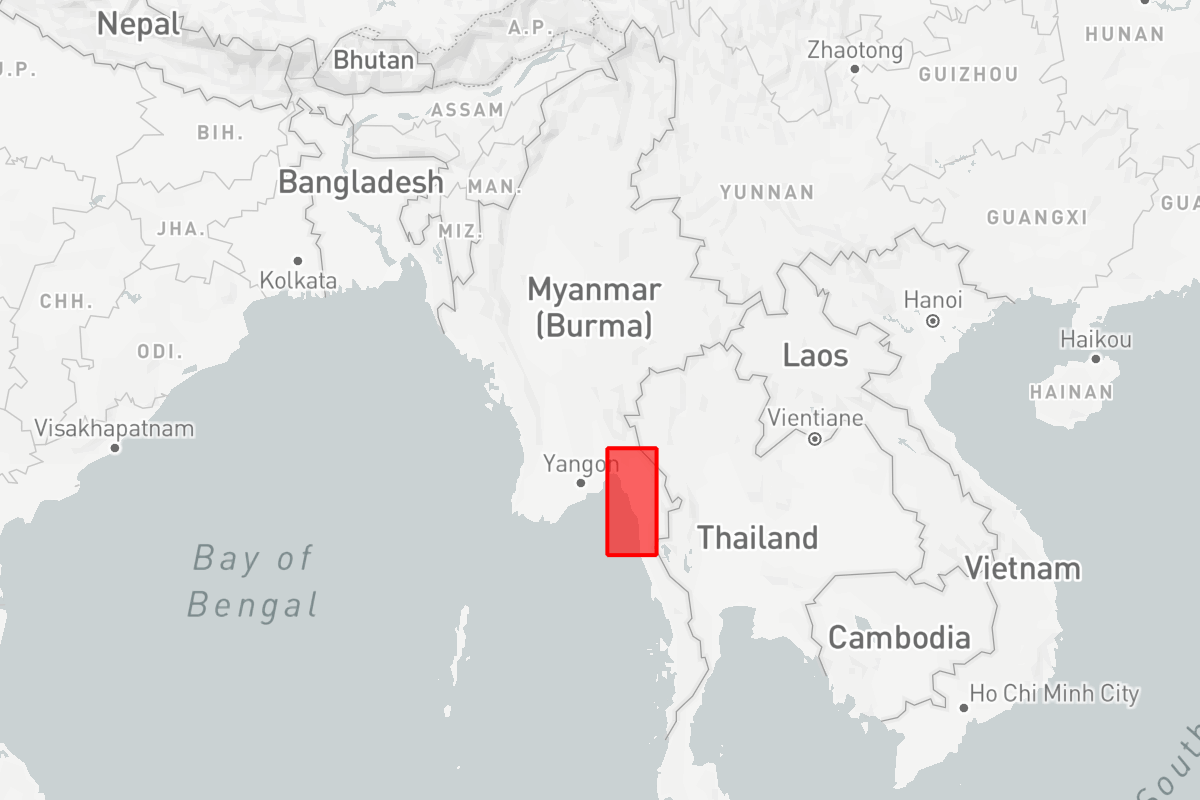 Nepal
A.P.
HUNAN
Zhaotong
Bhutan
.P.
GUIZHOU
ASSAM
BIH.
Bangladesh
MAN.
YUNNAN
GUA
GUANGXI
JHA.
MIZ.
Kolkata
Myanmar
(Burma)
CHH.
Hanoi
Haikou
ODI.
Laos
HAINAN
Vientiane
Visakhapatnam
Yangon
Thailand
Bay of
Bengal
Vietnam
Cambodia
Ho Chi Minh City
South